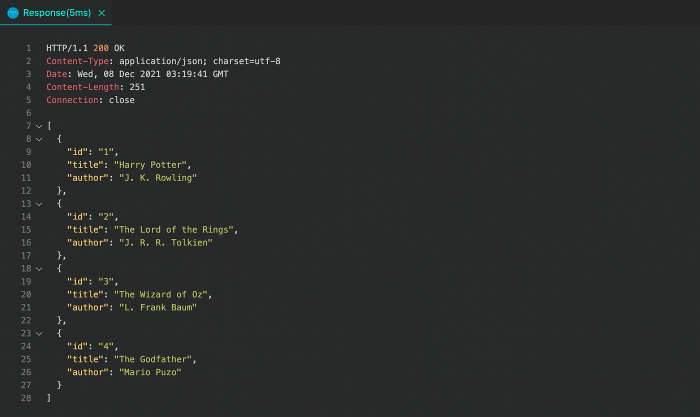 Response(5ms) ×
1 HTTP/1.1 200 OK
2 Content-Type: application/json; charset=utf-8
3 Date: Wed, 08 Dec 2021 03:19:41 GMT
4 Content-Length: 251
5 Connection: close
6
7 [
8 {
9 "id": "1",
10 "title": "Harry Potter",
11 "author": "J. K. Rowling"
12 },
13 {
14 "id": "2",
15 "title": "The Lord of the Rings",
16 "author": "J. R. R. Tolkien"
17 },
18 {
19 "id": "3",
20 "title": "The Wizard of Oz",
21 "author": "L. Frank Baum"
22 },
23 {
24 "id": "4",
25 "title": "The Godfather",
26 "author": "Mario Puzo"
27 }
28 ]